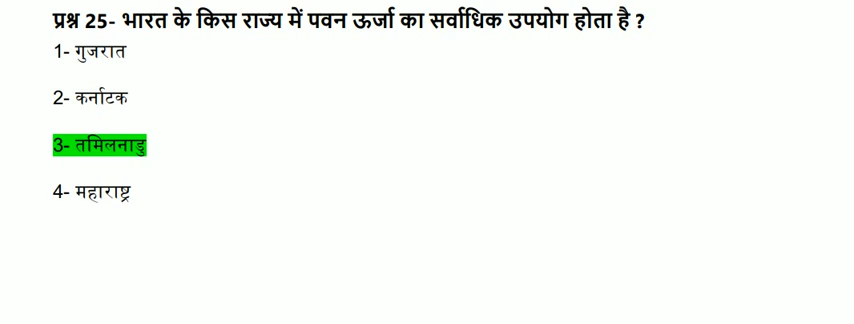 प्रश्न 25- भारत के किस राज्य में पवन ऊर्जा का सर्वाधिक उपयोग होता है ?
1- गुजरात
2- कर्नाटक
3- तमिलनाडु
4- महाराष्ट्र